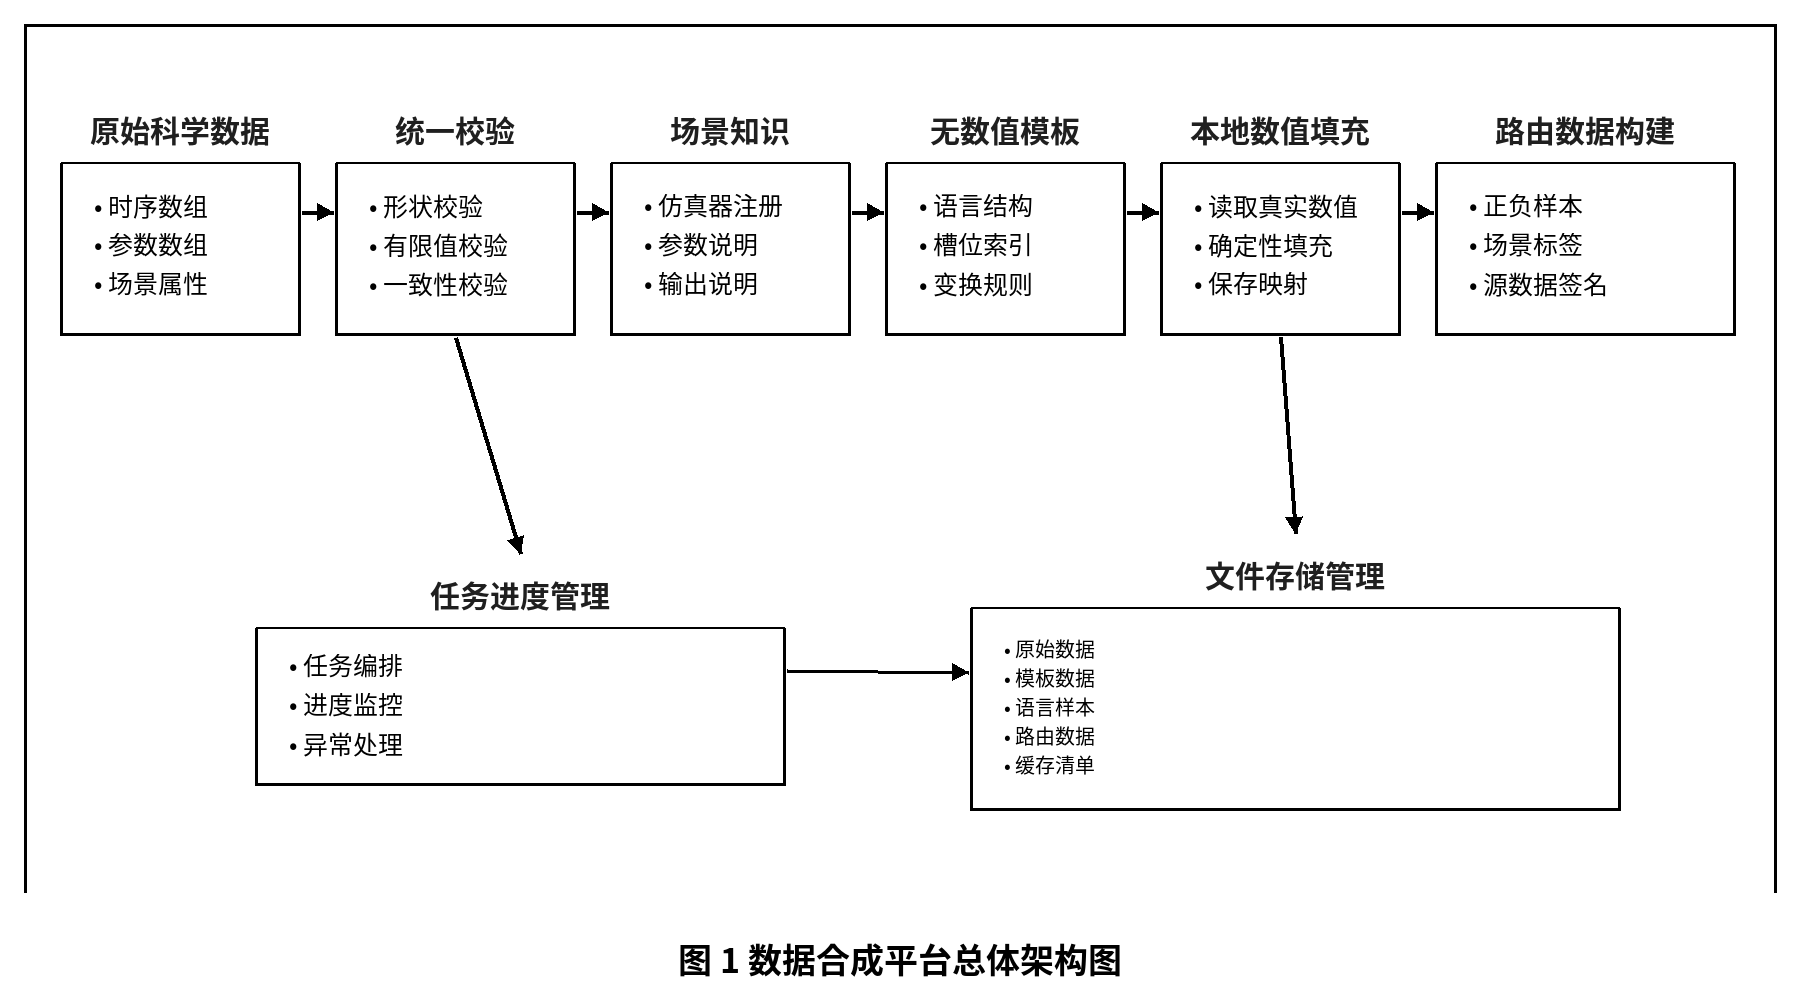 原始科学数据
• 时序数组
• 参数数组
• 场景属性
统一校验
• 形状校验
• 有限值校验
• 一致性校验
场景知识
• 仿真器注册
• 参数说明
• 输出说明
无数值模板
• 语言结构
• 槽位索引
• 变换规则
本地数值填充
• 读取真实数值
• 确定性填充
• 保存映射
路由数据构建
• 正负样本
• 场景标签
• 源数据签名
任务进度管理
• 任务编排
• 进度监控
• 异常处理
文件存储管理
• 原始数据
• 模板数据
• 语言样本
• 路由数据
• 缓存清单
图 1 数据合成平台总体架构图